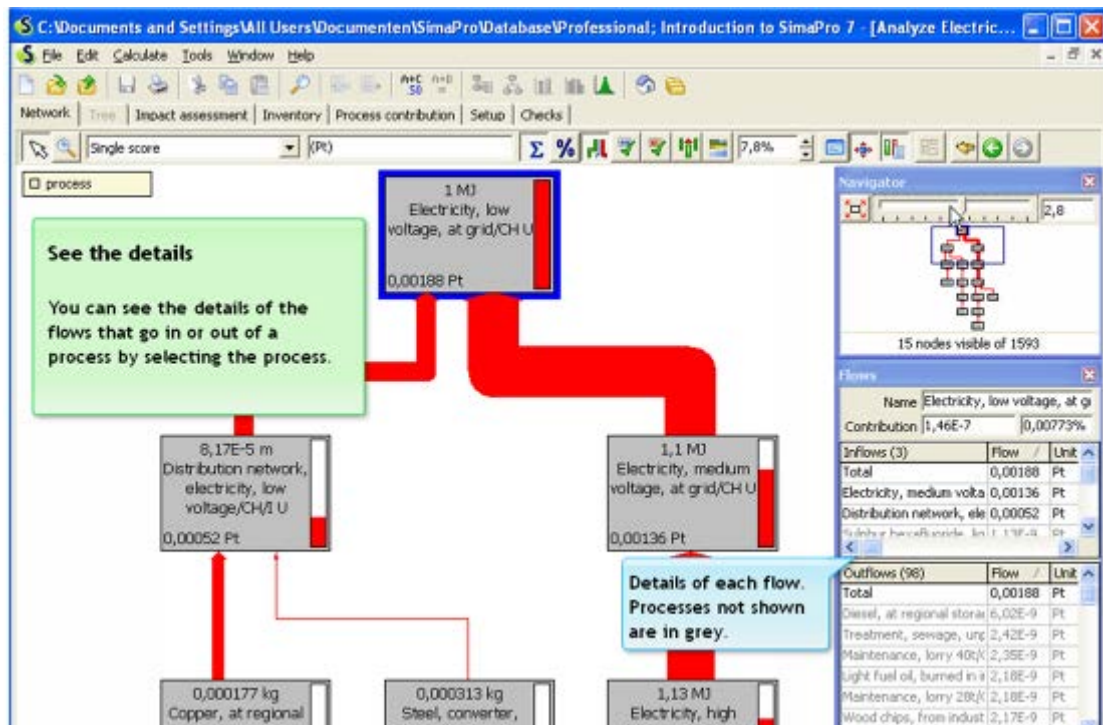 C:\Documents and Settings\All Users\Documenten\SimaPro\Database\Professional; Introduction to SimaPro 7 - [Analyze Electric...
File Edit Calculate Tools Window Help
Network Tree Impact assessment Inventory Process contribution Setup Checks
Single score (Pt) Σ % 7,8%
process
1 MJ
Electricity, low
voltage, at grid/CH U
0,00188 Pt
See the details
You can see the details of the
flows that go in or out of a
process by selecting the process.
8,17E-5 m
Distribution network,
electricity, low
voltage/CH/I U
0,00052 Pt
1,1 MJ
Electricity, medium
voltage, at grid/CH U
0,00136 Pt
Details of each flow.
Processes not shown
are in grey.
0,000177 kg
Copper, at regional
0,000313 kg
Steel, converter,
1,13 MJ
Electricity, high
Navigator
2,8
15 nodes visible of 1593
Flows
Name Electricity, low voltage, at g
Contribution 1,46E-7 0,00773%
Inflows (3) Flow / Unit
Total 0,00188 Pt
Electricity, medium volta 0,00136 Pt
Distribution network, ele 0,00052 Pt
Sulphur hexafluoride, liq 1,13E-9 Pt
Outflows (98) Flow / Unit
Total 0,00188 Pt
Diesel, at regional storag 6,02E-9 Pt
Treatment, sewage, unp 2,42E-9 Pt
Maintenance, lorry 40t/C 2,35E-9 Pt
Light fuel oil, burned in i 2,18E-9 Pt
Maintenance, lorry 28t/C 2,18E-9 Pt
Wood chips, from indust 2,17E-9 Pt